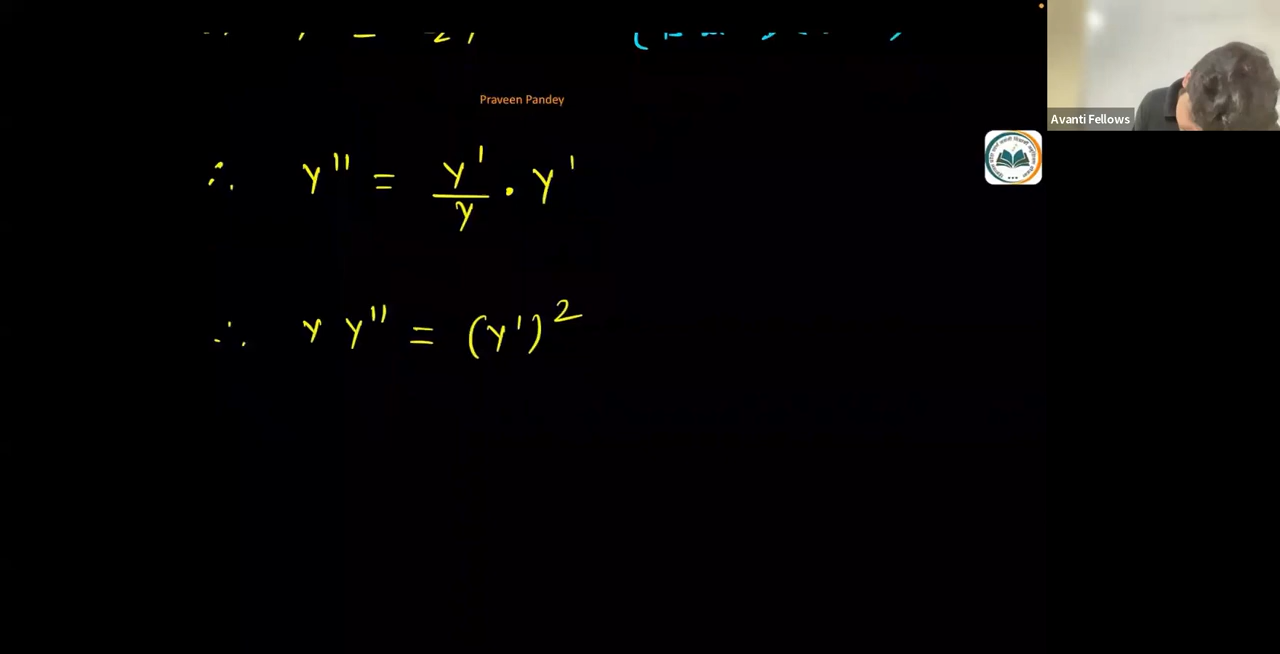 Praveen Pandey
Avanti Fellows
∴ y'' = y'/y · y'
∴ y y'' = (y')²